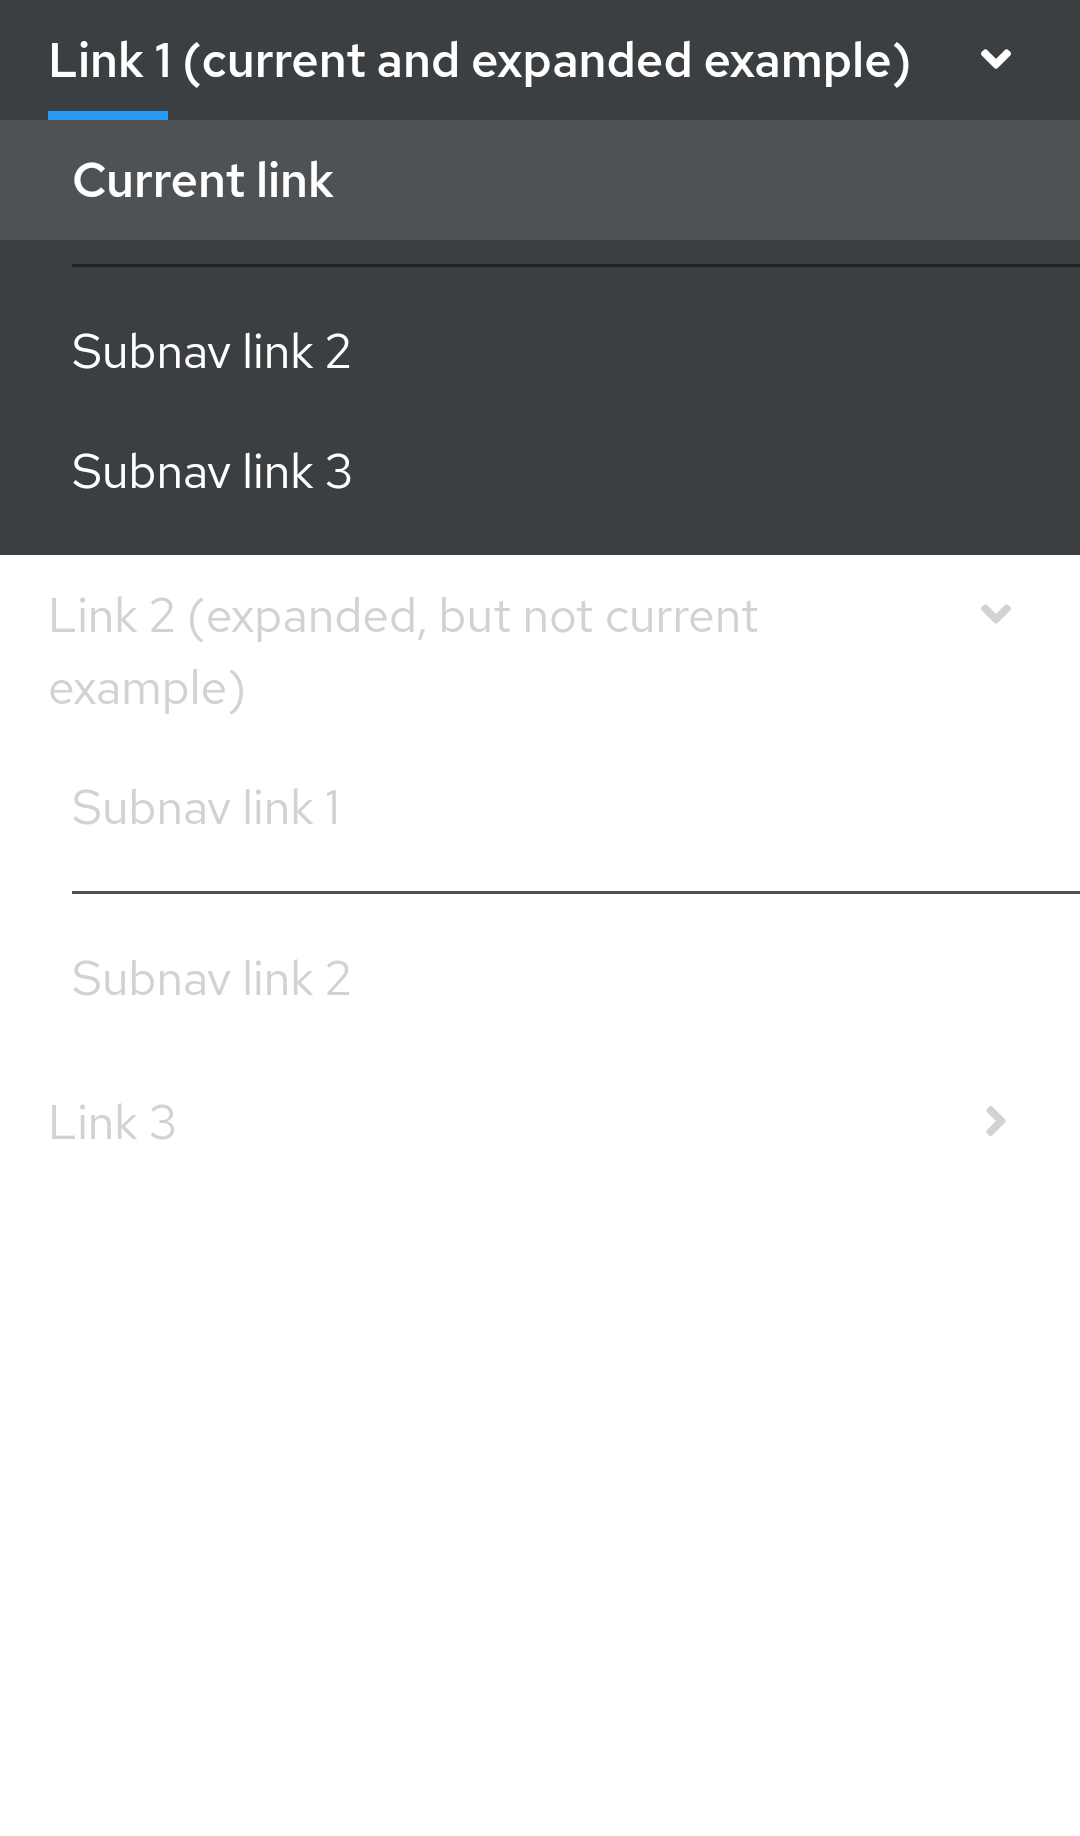 Link 1 (current and expanded example)
Current link
Subnav link 2
Subnav link 3
Link 2 (expanded, but not current
example)
Subnav link 1
Subnav link 2
Link 3